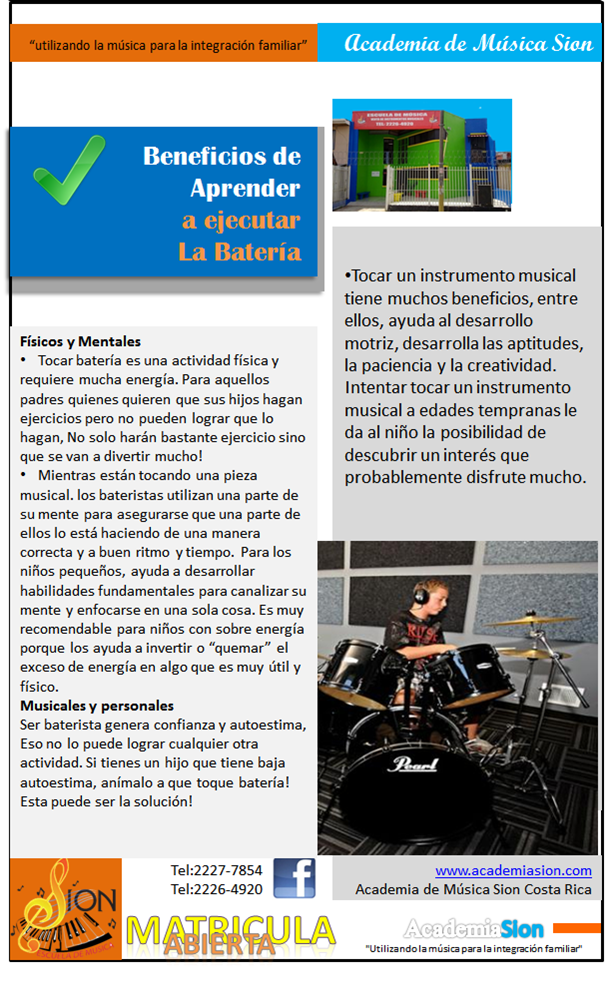 “utilizando la música para la integración familiar”
Academia de Música Sion
ESCUELA DE MÚSICA
Beneficios de
Aprender
a ejecutar
La Batería
•Tocar un instrumento musical
tiene muchos beneficios, entre
ellos, ayuda al desarrollo
motriz, desarrolla las aptitudes,
la paciencia y la creatividad.
Intentar tocar un instrumento
musical a edades tempranas le
da al niño la posibilidad de
descubrir un interés que
probablemente disfrute mucho.
Físicos y Mentales
• Tocar batería es una actividad física y
requiere mucha energía. Para aquellos
padres quienes quieren que sus hijos hagan
ejercicios pero no pueden lograr que lo
hagan, No solo harán bastante ejercicio sino
que se van a divertir mucho!
• Mientras están tocando una pieza
musical. los bateristas utilizan una parte de
su mente para asegurarse que una parte de
ellos lo está haciendo de una manera
correcta y a buen ritmo y tiempo. Para los
niños pequeños, ayuda a desarrollar
habilidades fundamentales para canalizar su
mente y enfocarse en una sola cosa. Es muy
recomendable para niños con sobre energía
porque los ayuda a invertir o “quemar” el
exceso de energía en algo que es muy útil y
físico.
Musicales y personales
Ser baterista genera confianza y autoestima,
Eso no lo puede lograr cualquier otra
actividad. Si tienes un hijo que tiene baja
autoestima, anímalo a que toque batería!
Esta puede ser la solución!
Pearl
SION
ESCUELA DE MÚSICA
Tel:2227-7854
Tel:2226-4920
f
MATRICULA
ABIERTA
www.academiasion.com
Academia de Música Sion Costa Rica
AcademiaSion
"Utilizando la música para la integración familiar"